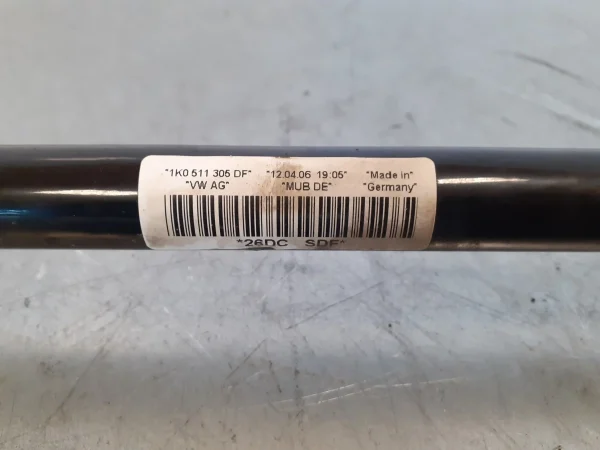 "1K0 511 305 DF" "12.04.06 19:05" "Made in"
"VW AG" "MUB DE" "Germany"
*26DC SDF*